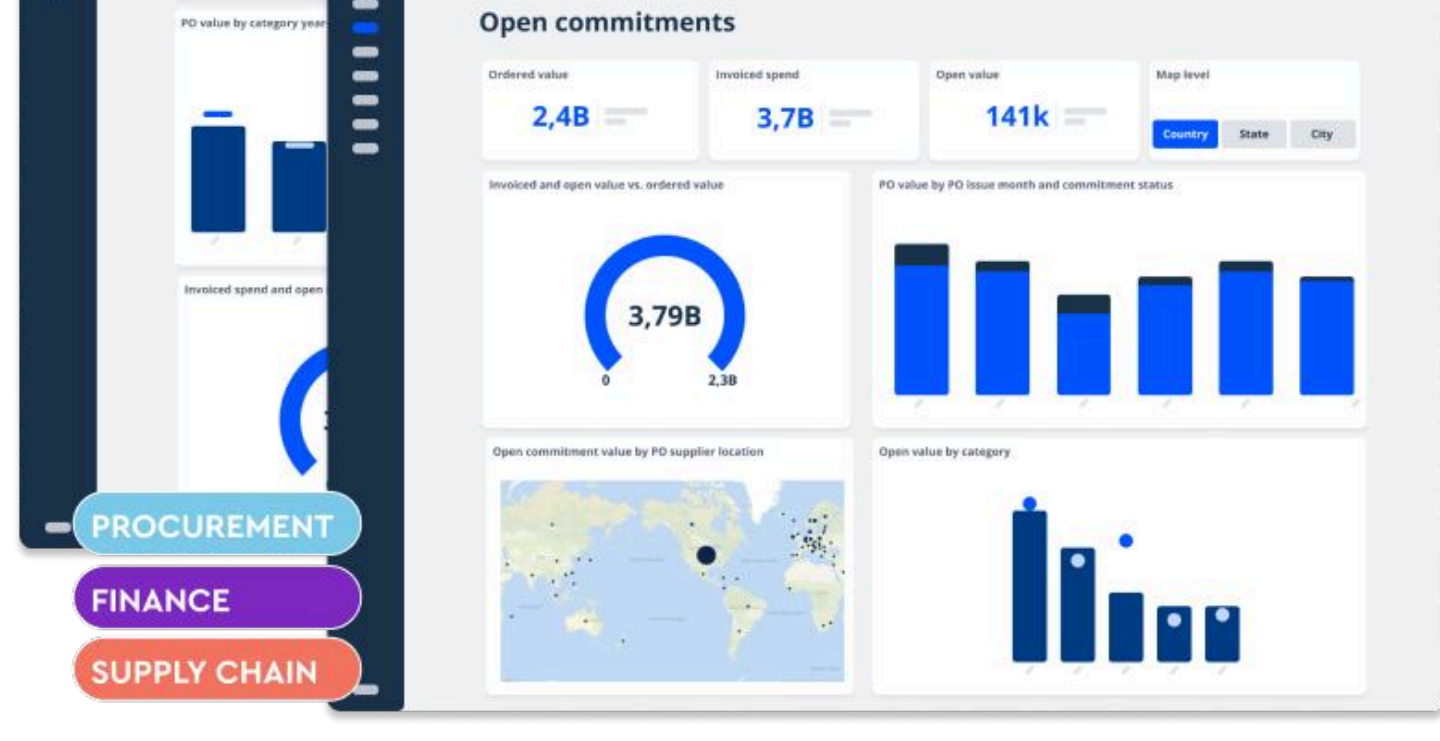 PO value by category year
Invoiced spend and open
PROCUREMENT
FINANCE
SUPPLY CHAIN
Open commitments
Ordered value
2,4B
Invoiced spend
3,7B
Open value
141k
Map level
Country
State
City
Invoiced and open value vs. ordered value
3,79B
0
2,3B
PO value by PO issue month and commitment status
Open commitment value by PO supplier location
Open value by category